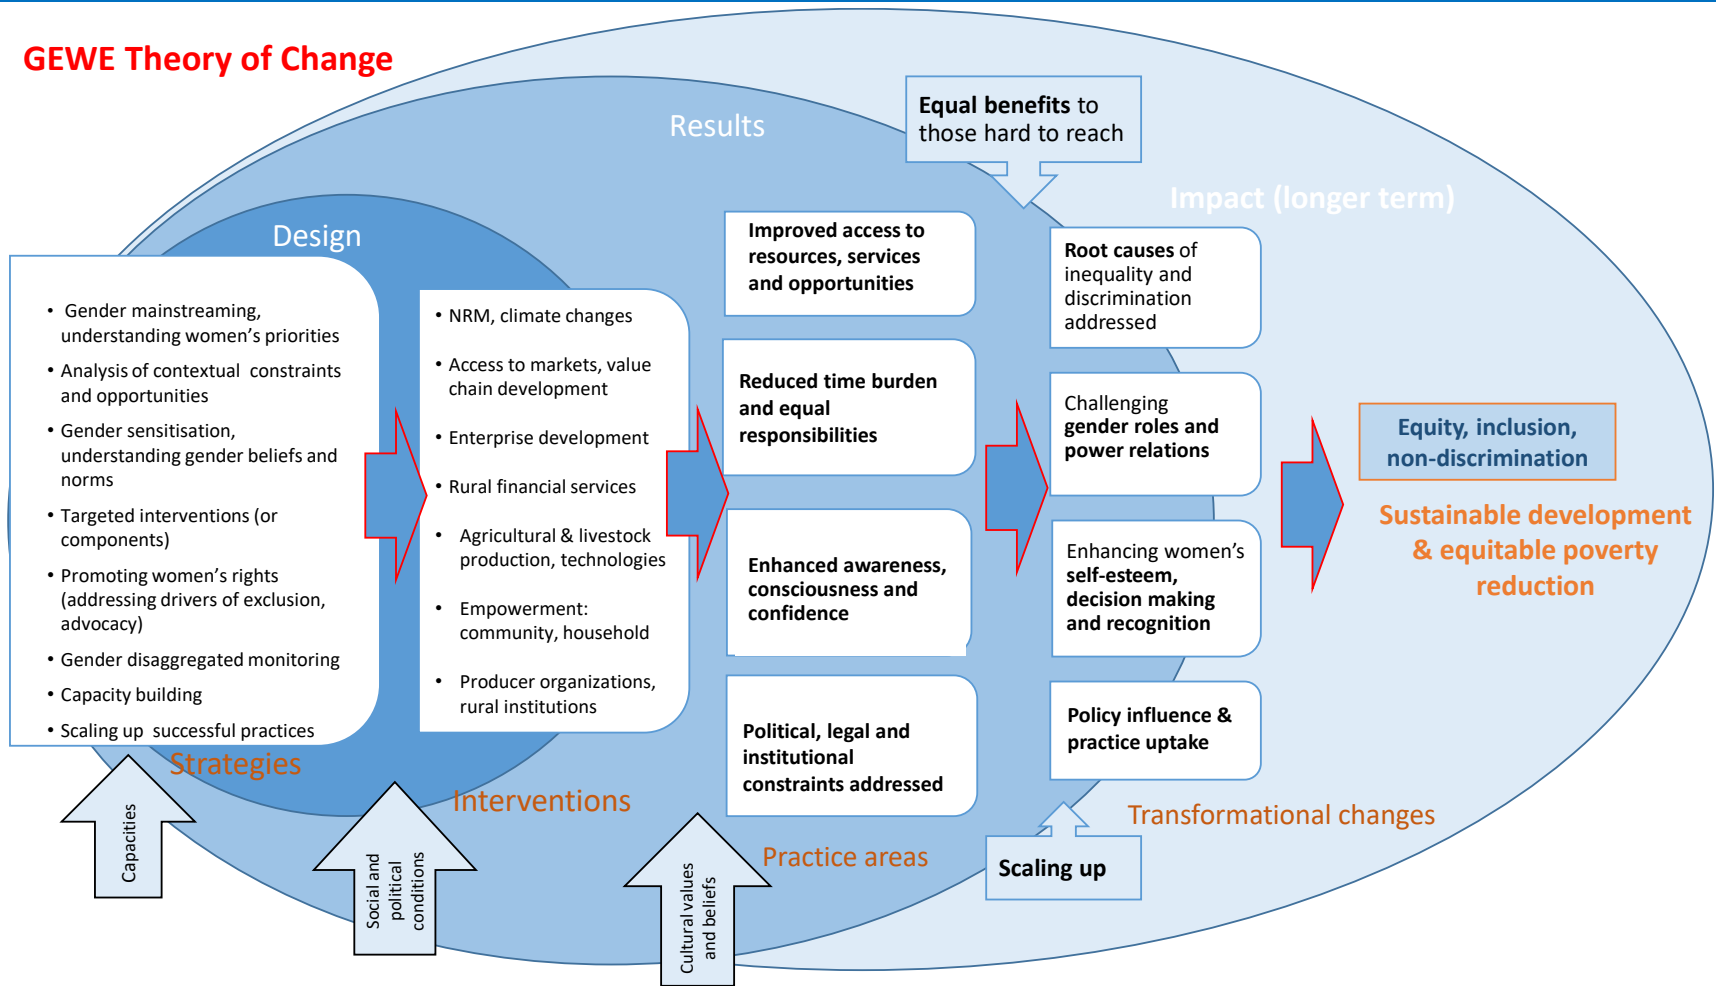 GEWE Theory of Change
Results
Equal benefits to
those hard to reach
Impact (longer term)
Design
• Gender mainstreaming,
understanding women’s priorities
• Analysis of contextual constraints
and opportunities
• Gender sensitisation,
understanding gender beliefs and
norms
• Targeted interventions (or
components)
• Promoting women’s rights
(addressing drivers of exclusion,
advocacy)
• Gender disaggregated monitoring
• Capacity building
• Scaling up successful practices
Strategies
• NRM, climate changes
• Access to markets, value
chain development
• Enterprise development
• Rural financial services
• Agricultural & livestock
production, technologies
• Empowerment:
community, household
• Producer organizations,
rural institutions
Interventions
Improved access to
resources, services
and opportunities
Reduced time burden
and equal
responsibilities
Enhanced awareness,
consciousness and
confidence
Political, legal and
institutional
constraints addressed
Practice areas
Root causes of
inequality and
discrimination
addressed
Challenging
gender roles and
power relations
Enhancing women’s
self-esteem,
decision making
and recognition
Policy influence &
practice uptake
Transformational changes
Scaling up
Equity, inclusion,
non-discrimination
Sustainable development
& equitable poverty
reduction
Capacities
Social and
political
conditions
Cultural values
and beliefs